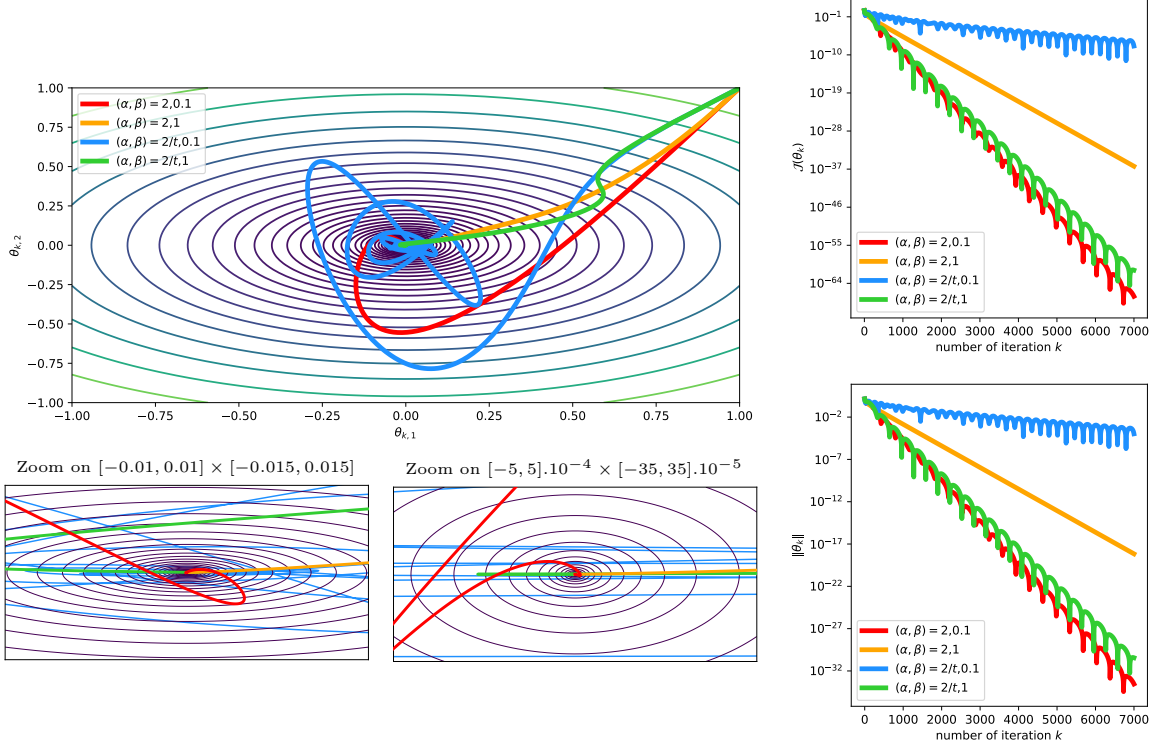 1.00
0.75
0.50
0.25
0.00
−0.25
−0.50
−0.75
−1.00
θk,2
(α, β) = 2,0.1
(α, β) = 2,1
(α, β) = 2/t,0.1
(α, β) = 2/t,1
−1.00 −0.75 −0.50 −0.25 0.00 0.25 0.50 0.75 1.00
θk,1
Zoom on [−0.01, 0.01] × [−0.015, 0.015]
Zoom on [−5, 5].10⁻⁴ × [−35, 35].10⁻⁵
10⁻¹
10⁻¹⁰
10⁻¹⁹
10⁻²⁸
10⁻³⁷
10⁻⁴⁶
10⁻⁵⁵
10⁻⁶⁴
𝒥(θk)
(α, β) = 2,0.1
(α, β) = 2,1
(α, β) = 2/t,0.1
(α, β) = 2/t,1
0 1000 2000 3000 4000 5000 6000 7000
number of iteration k
10⁻²
10⁻⁷
10⁻¹²
10⁻¹⁷
10⁻²²
10⁻²⁷
10⁻³²
‖θk‖
(α, β) = 2,0.1
(α, β) = 2,1
(α, β) = 2/t,0.1
(α, β) = 2/t,1
0 1000 2000 3000 4000 5000 6000 7000
number of iteration k